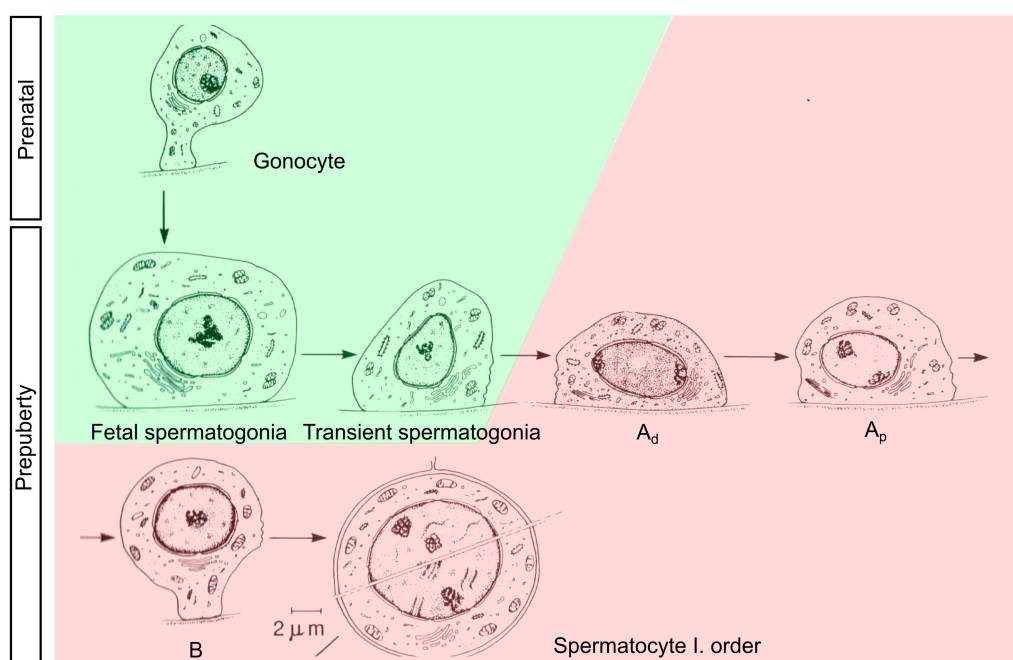 Prenatal
Gonocyte
Prepuberty
Fetal spermatogonia
Transient spermatogonia
Ad
Ap
B
2 μm
Spermatocyte I. order